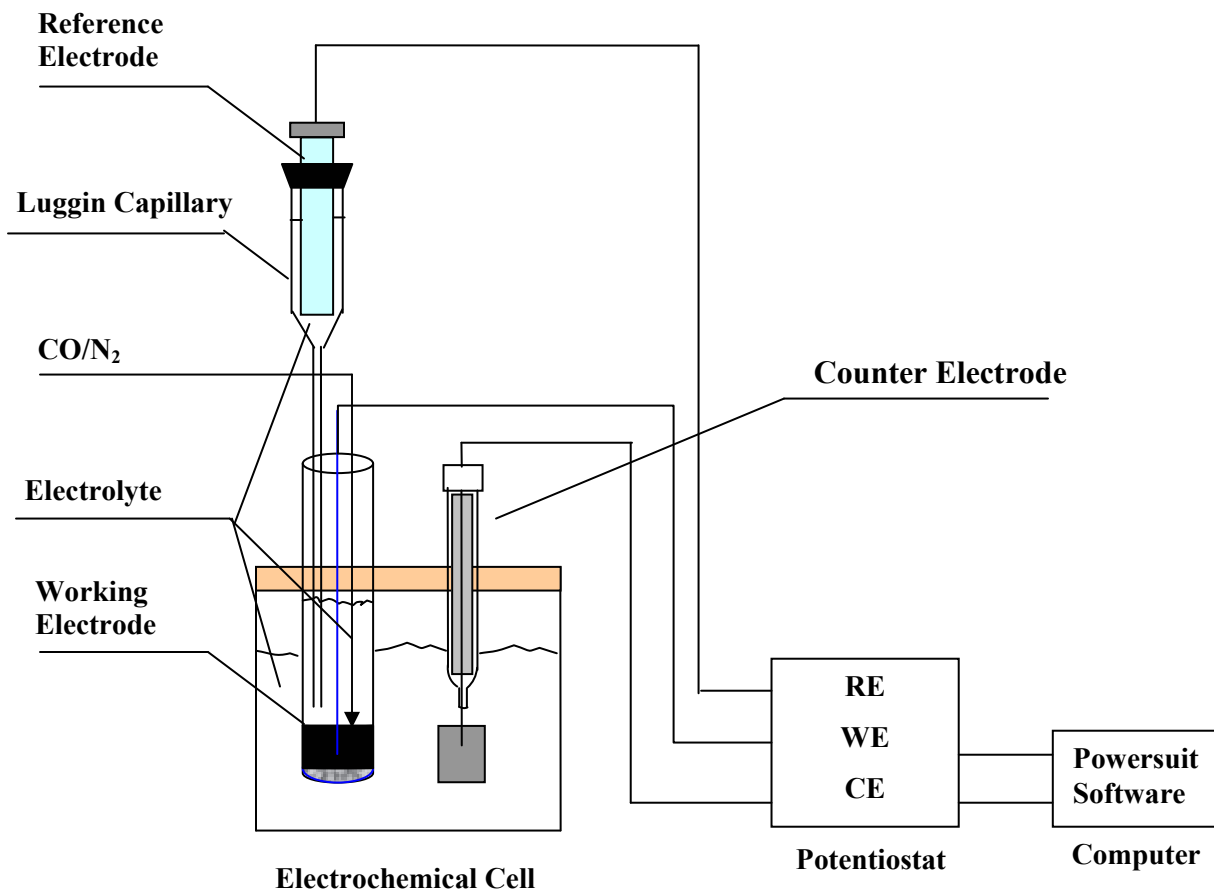 Reference
Electrode
Luggin Capillary
CO/N₂
Counter Electrode
Electrolyte
Working
Electrode
RE
WE
CE
Powersuit
Software
Potentiostat
Computer
Electrochemical Cell